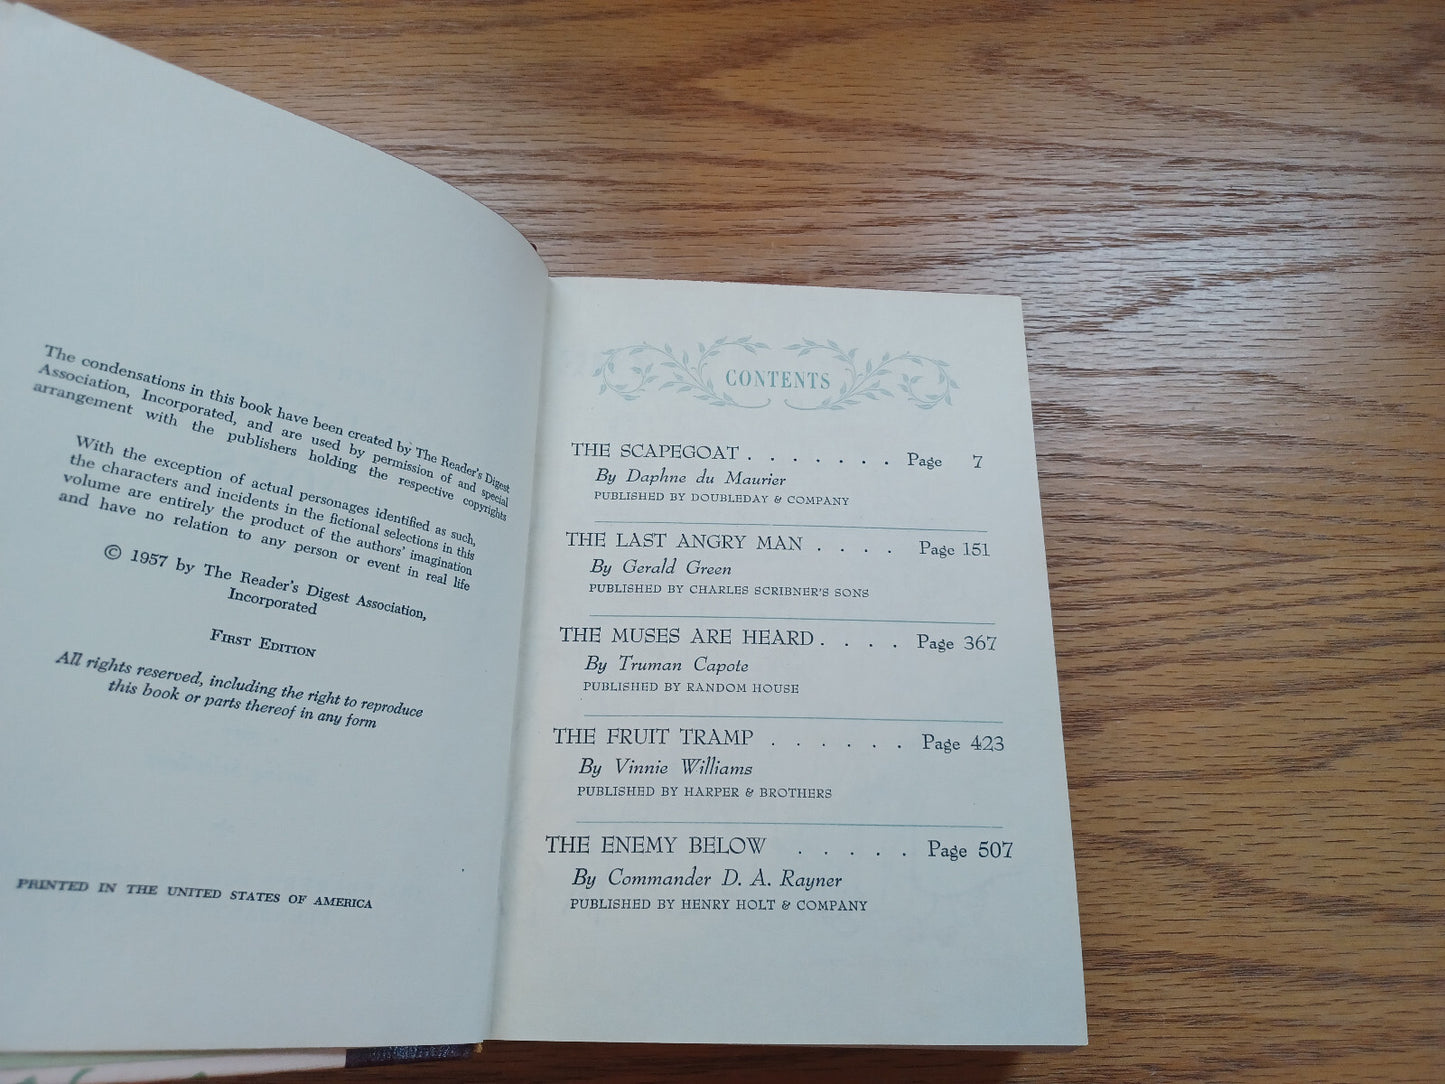 The condensations in this book have been created by The Reader's Digest
Association, Incorporated, and are used by permission of and special
arrangement with the publishers holding the respective copyrights
With the exception of actual personages identified as such,
the characters and incidents in the fictional selections in this
volume are entirely the product of the authors' imagination
and have no relation to any person or event in real life
© 1957 by The Reader's Digest Association,
Incorporated
FIRST EDITION
All rights reserved, including the right to reproduce
this book or parts thereof in any form
PRINTED IN THE UNITED STATES OF AMERICA
CONTENTS
THE SCAPEGOAT . . . . . . . Page 7
By Daphne du Maurier
PUBLISHED BY DOUBLEDAY & COMPANY
THE LAST ANGRY MAN . . . . Page 151
By Gerald Green
PUBLISHED BY CHARLES SCRIBNER'S SONS
THE MUSES ARE HEARD . . . . Page 367
By Truman Capote
PUBLISHED BY RANDOM HOUSE
THE FRUIT TRAMP . . . . . . Page 423
By Vinnie Williams
PUBLISHED BY HARPER & BROTHERS
THE ENEMY BELOW . . . . . Page 507
By Commander D. A. Rayner
PUBLISHED BY HENRY HOLT & COMPANY